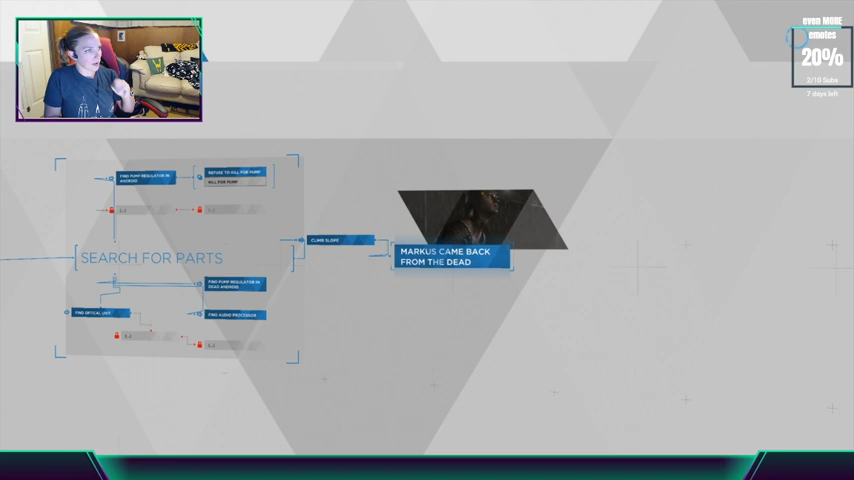 even MORE
emotes
20%
2/10 Subs
7 days left
FIND PUMP REGULATOR IN
ANDROID
REFUSE TO KILL FOR PUMP
KILL FOR PUMP
SEARCH FOR PARTS
CLIMB SLOPE
MARKUS CAME BACK
FROM THE DEAD
FIND PUMP REGULATOR IN
DEAD ANDROID
FIND OPTICAL UNIT
FIND AUDIO PROCESSOR